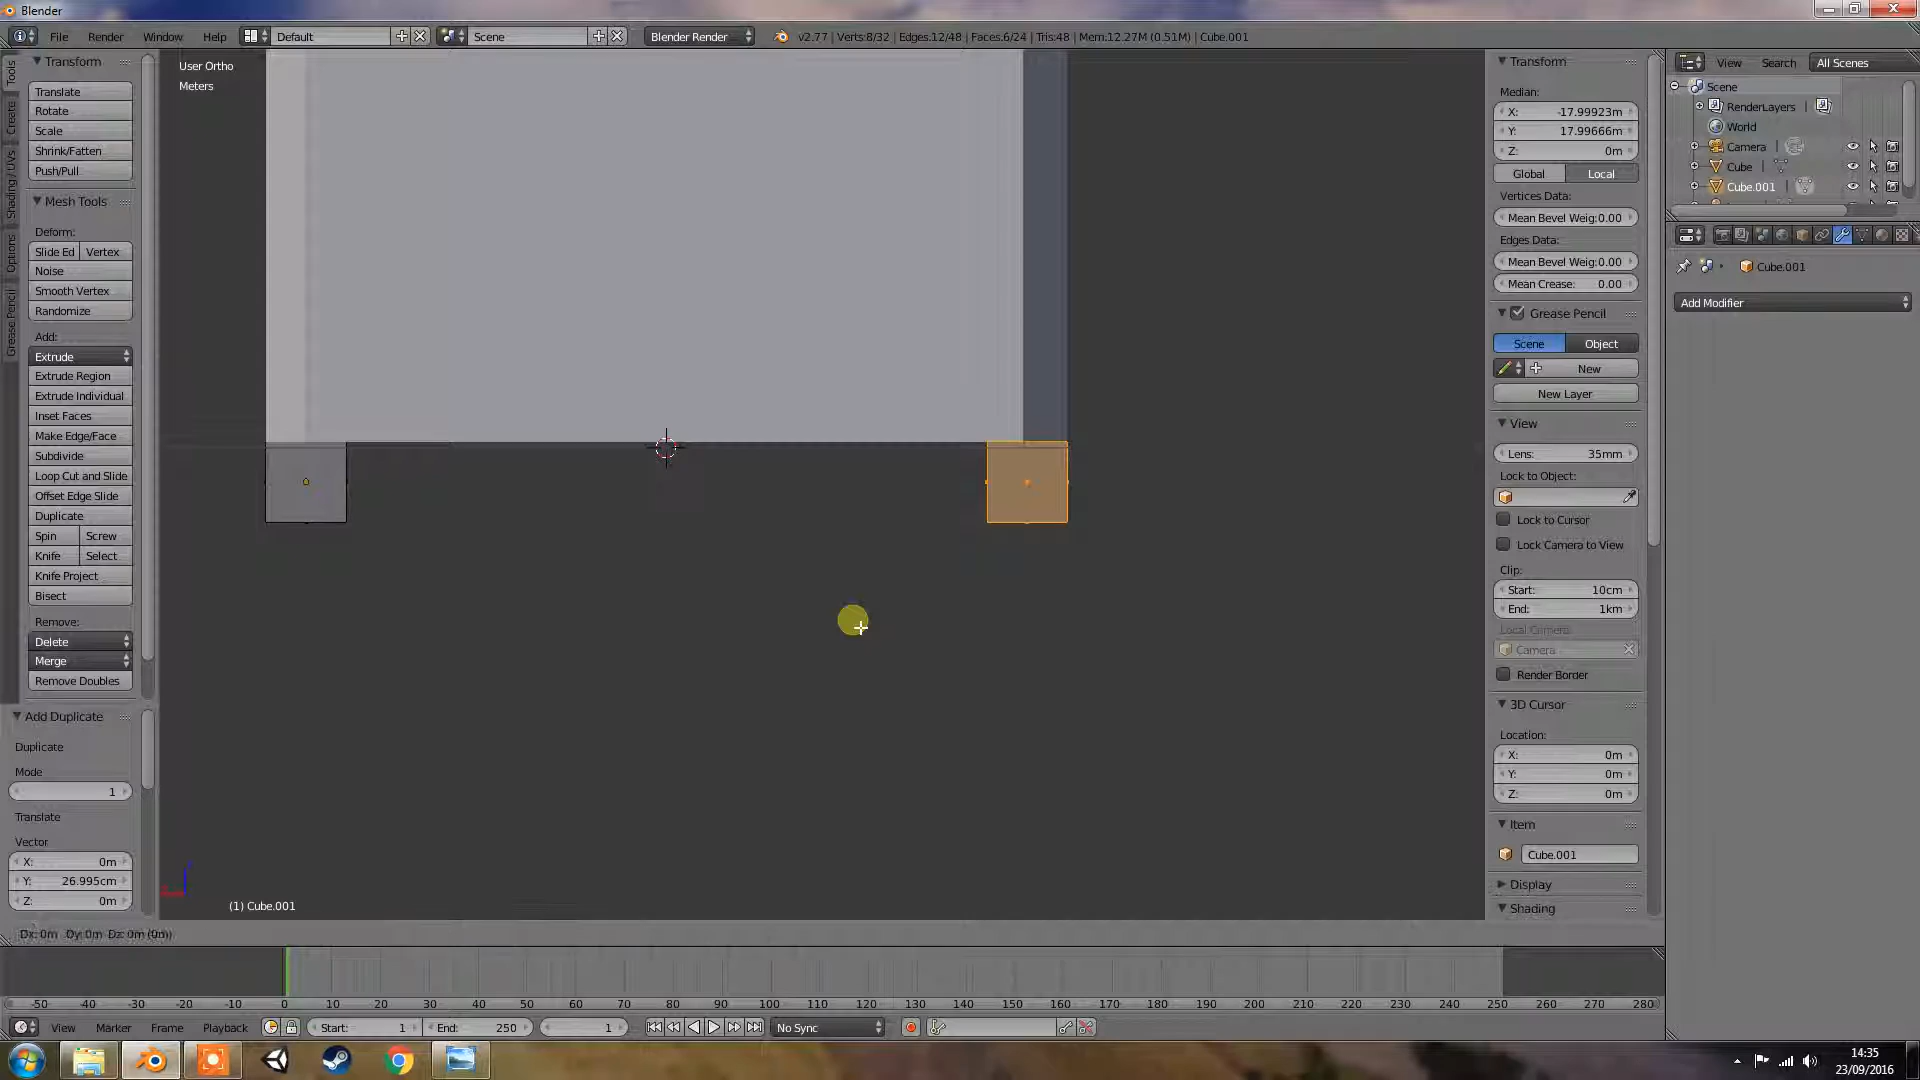 Blender
File Render Window Help Default Scene Blender Render v2.77 | Verts:8/32 | Edges:12/48 | Faces:6/24 | Tris:48 | Mem:12.27M (0.51M) | Cube.001
Tools
Create
Shading / UVs
Options
Grease Pencil
Transform
Translate
Rotate
Scale
Shrink/Fatten
Push/Pull
Mesh Tools
Deform:
Slide Ed Vertex
Noise
Smooth Vertex
Randomize
Add:
Extrude
Extrude Region
Extrude Individual
Inset Faces
Make Edge/Face
Subdivide
Loop Cut and Slide
Offset Edge Slide
Duplicate
Spin Screw
Knife Select
Knife Project
Bisect
Remove:
Delete
Merge
Remove Doubles
Add Duplicate
Duplicate
Mode
1
Translate
Vector
X: 0m
Y: 26.995cm
Z: 0m
User Ortho
Meters
(1) Cube.001
Dx: 0m Dy: 0m Dz: 0m (0m)
Transform
Median:
X: -17.99923m
Y: 17.99666m
Z: 0m
Global Local
Vertices Data:
Mean Bevel Weig:0.00
Edges Data:
Mean Bevel Weig:0.00
Mean Crease: 0.00
Grease Pencil
Scene Object
New
New Layer
View
Lens: 35mm
Lock to Object:
Lock to Cursor
Lock Camera to View
Clip:
Start: 10cm
End: 1km
Local Camera:
Camera
Render Border
3D Cursor
Location:
X: 0m
Y: 0m
Z: 0m
Item
Cube.001
Display
Shading
View Search All Scenes
Scene
RenderLayers
World
Camera
Cube
Cube.001
Cube.001
Add Modifier
-50 -40 -30 -20 -10 0 10 20 30 40 50 60 70 80 90 100 110 120 130 140 150 160 170 180 190 200 210 220 230 240 250 260 270 280
View Marker Frame Playback Start: 1 End: 250 1 No Sync
14:35
23/09/2016